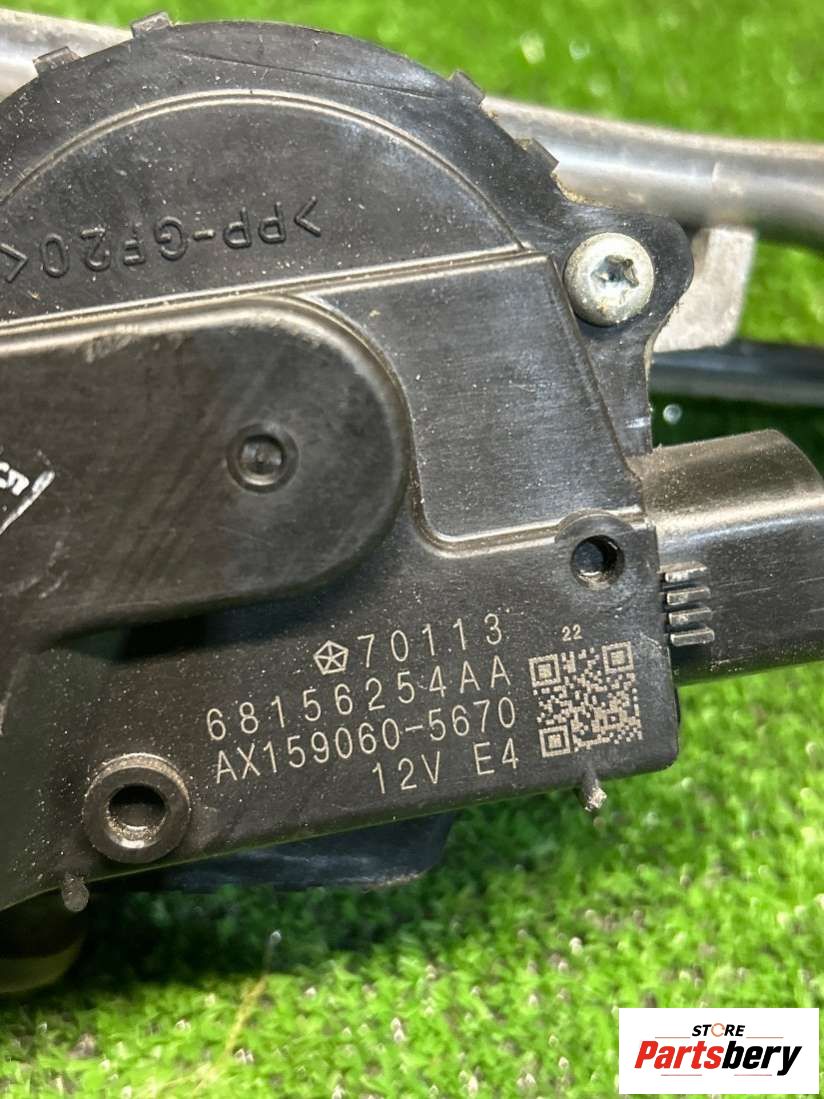 >PP-GF20<
70113
22
68156254AA
AX159060-5670
12V E4
STORE
Partsbery